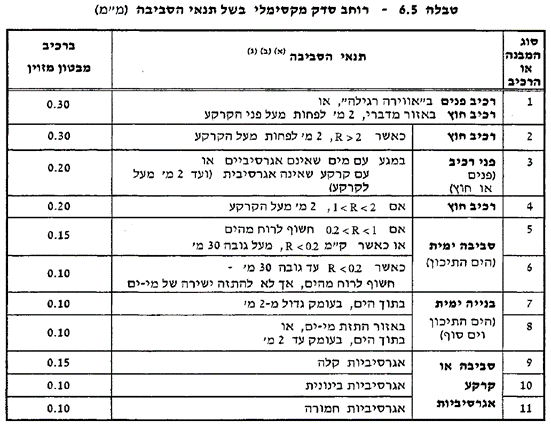 טבלה 6.5 - רוחב סדק מקסימלי בשל תנאי הסביבה (מ"מ)
סוג המבנה או הרכיב
תנאי הסביבה (א) (ב) (ג)
ברכיב מבטון מזוין
1 רכיב פנים ב"אווירה רגילה", או 0.30
רכיב חוץ באזור מדברי, 2 מ' לפחות מעל פני הקרקע
2 רכיב חוץ כאשר R>2, 2 מ' לפחות מעל הקרקע 0.30
3 פני רכיב במגע עם מים שאינם אגרסיביים או 0.20
(פנים עם קרקע שאינה אגרסיבית (ועד 2 מ' מעל
או חוץ) לקרקע)
4 רכיב חוץ אם 1<R<2, 2 מ' מעל הקרקע 0.20
סביבה ימית
(הים התיכון)
5 אם 0.2<R<1 חשוף לרוח מהים 0.15
או כאשר ק"מ R<0.2, מעל גובה 30 מ'
6 כאשר R<0.2 עד גובה 30 מ' - 0.10
חשוף לרוח מהים, אך לא להתזה ישירה של מי-ים
בנייה ימית
(הים התיכון
וים סוף)
7 בתוך הים, בעומק גדול מ-2 מ' 0.10
8 באזור התזת מי-ים, או 0.10
בתוך הים, בעומק עד 2 מ'
סביבה או
קרקע
אגרסיביות
9 אגרסיביות קלה 0.15
10 אגרסיביות בינונית 0.10
11 אגרסיביות חמורה 0.10